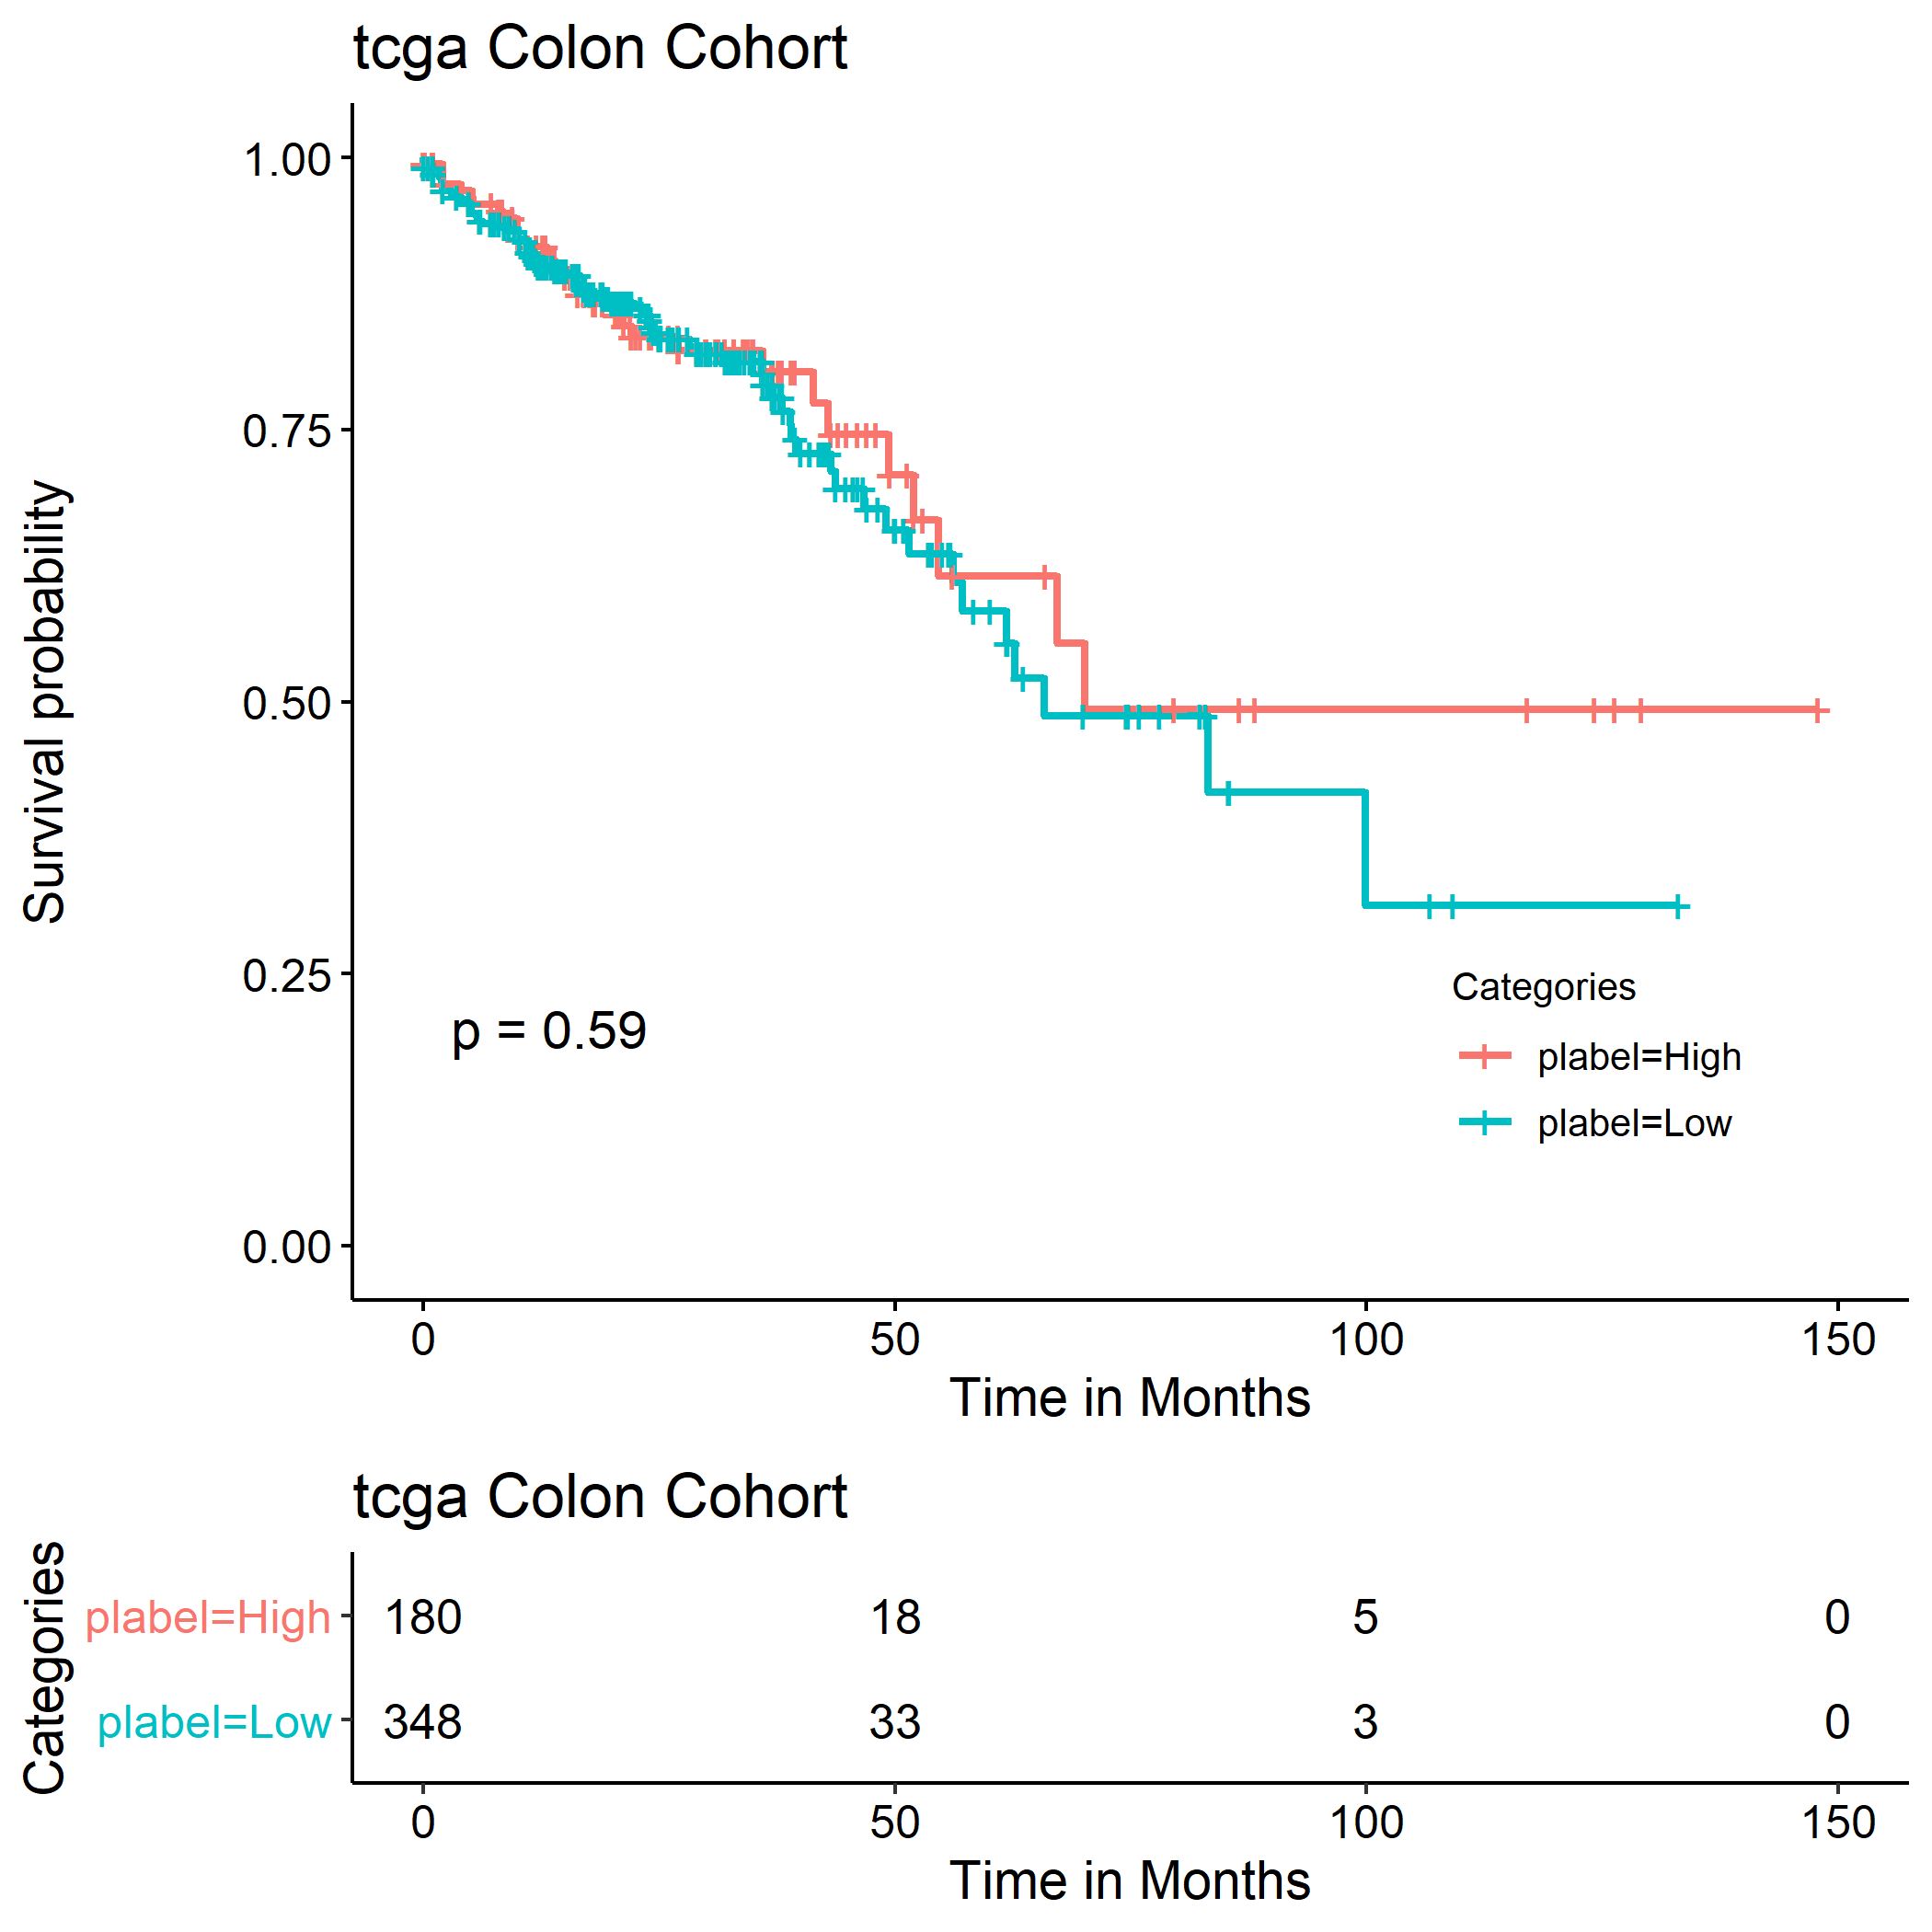 tcga Colon Cohort
Survival probability
1.00
0.75
0.50
0.25
0.00
p = 0.59
Categories
plabel=High
plabel=Low
0 50 100 150
Time in Months
tcga Colon Cohort
Categories
plabel=High 180 18 5 0
plabel=Low 348 33 3 0
0 50 100 150
Time in Months